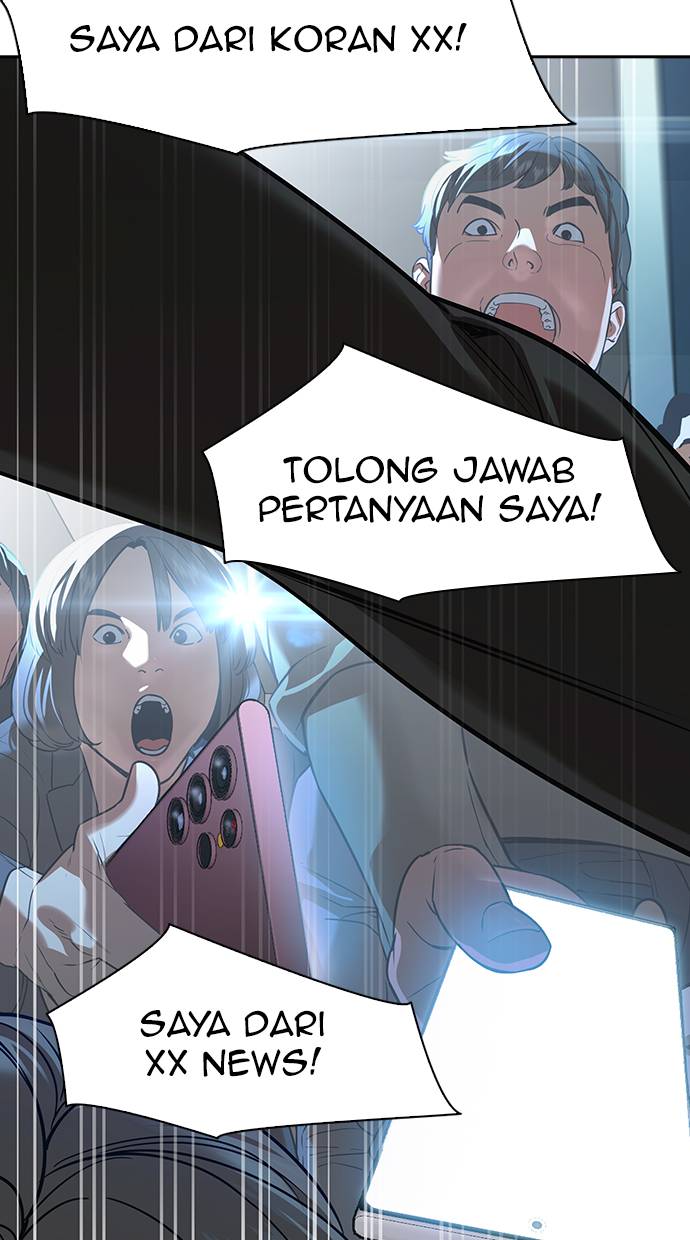 SAYA DARI KORAN XX!
TOLONG JAWAB
PERTANYAAN SAYA!
SAYA DARI
XX NEWS!